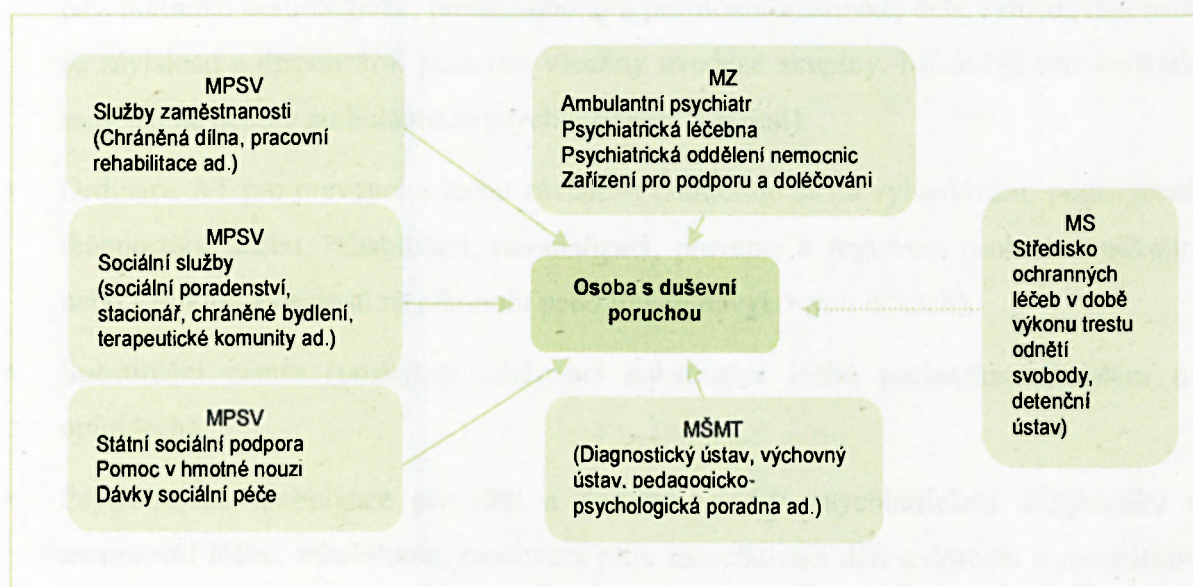 MPSV
Služby zaměstnanosti
(Chráněná dílna, pracovní
rehabilitace ad.)
MZ
Ambulantní psychiatr
Psychiatrická léčebna
Psychiatrická oddělení nemocnic
Zařízení pro podporu a doléčováni
MPSV
Sociální služby
(sociální poradenství,
stacionář, chráněné bydlení,
terapeutické komunity ad.)
Osoba s duševní
poruchou
MS
Středisko
ochranných
léčeb v době
výkonu trestu
odnětí
svobody,
detenční
ústav)
MPSV
Státní sociální podpora
Pomoc v hmotné nouzi
Dávky sociální péče
MŠMT
(Diagnostický ústav, výchovný
ústav, pedagogicko-
psychologická poradna ad.)